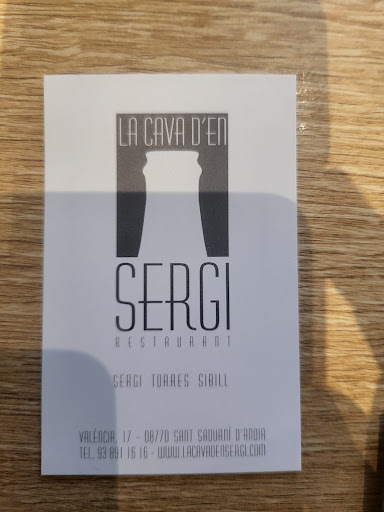 LA CAVA D'EN
SERGI
RESTAURANT
SERGI TORRES SIBILL
VALÈNCIA, 17 - 08770 SANT SADURNÍ D'ANOIA
TEL. 93 891 16 16 - WWW.LACAVADENSERGI.COM